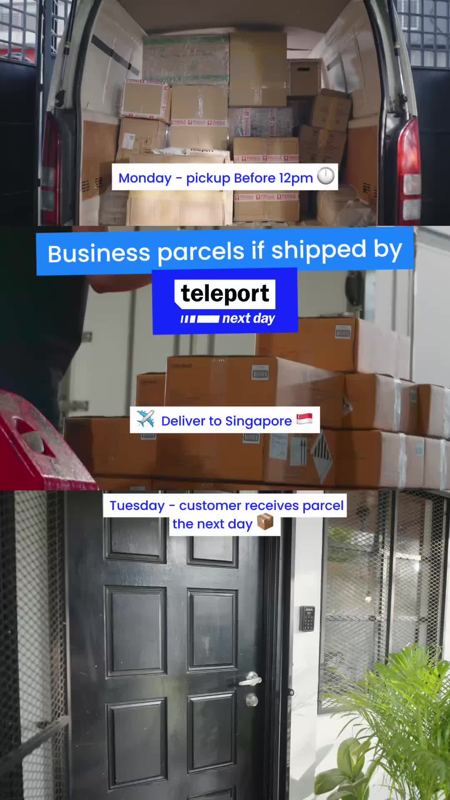 Monday - pickup Before 12pm 🕛
Business parcels if shipped by
teleport
next day
✈️ Deliver to Singapore 🇸🇬
Tuesday - customer receives parcel
the next day 📦